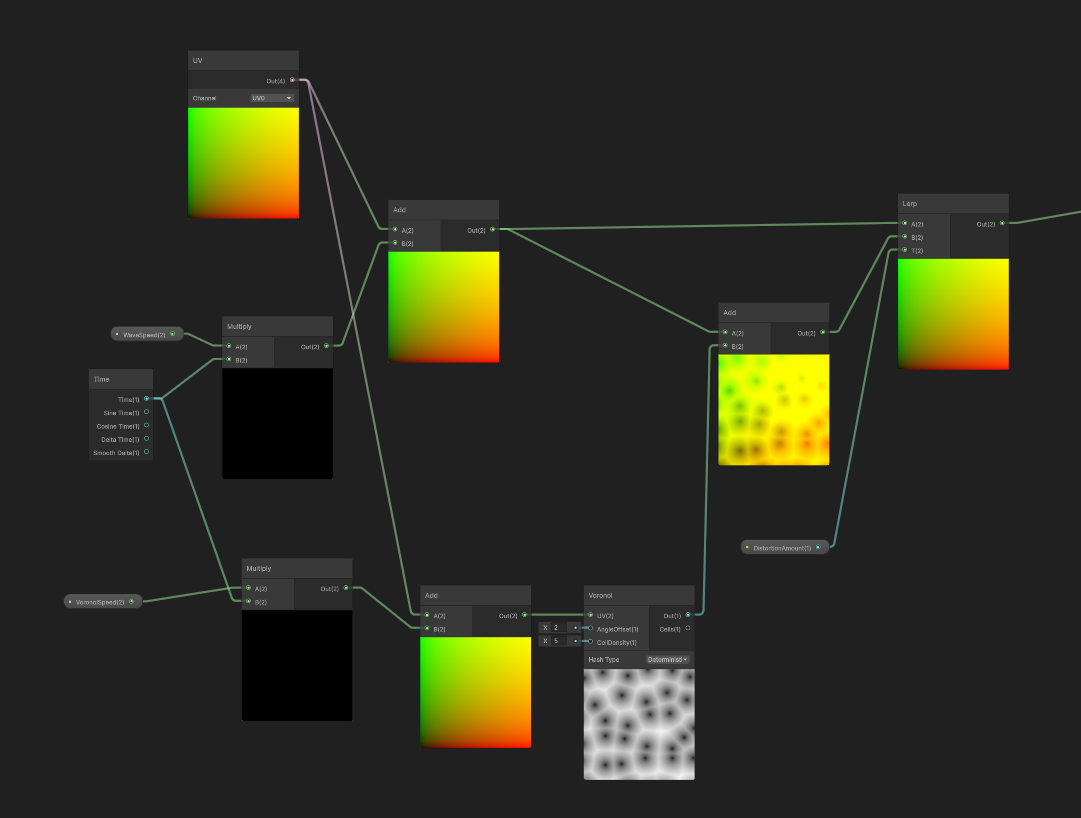 UV
Out(4)
Channel
UV0
Add
A(2)
Out(2)
B(2)
Lerp
A(2)
Out(2)
B(2)
T(2)
WaveSpeed(2)
Multiply
A(2)
Out(2)
B(2)
Time
Time(1)
Sine Time(1)
Cosine Time(1)
Delta Time(1)
Smooth Delta(1)
Add
A(2)
Out(2)
B(2)
DistortionAmount(1)
Multiply
A(2)
Out(2)
B(2)
VoronoiSpeed(2)
Add
A(2)
Out(2)
B(2)
Voronoi
UV(2)
Out(1)
X 2
AngleOffset(1)
Cells(1)
X 5
CellDensity(1)
Hash Type
Deterministi